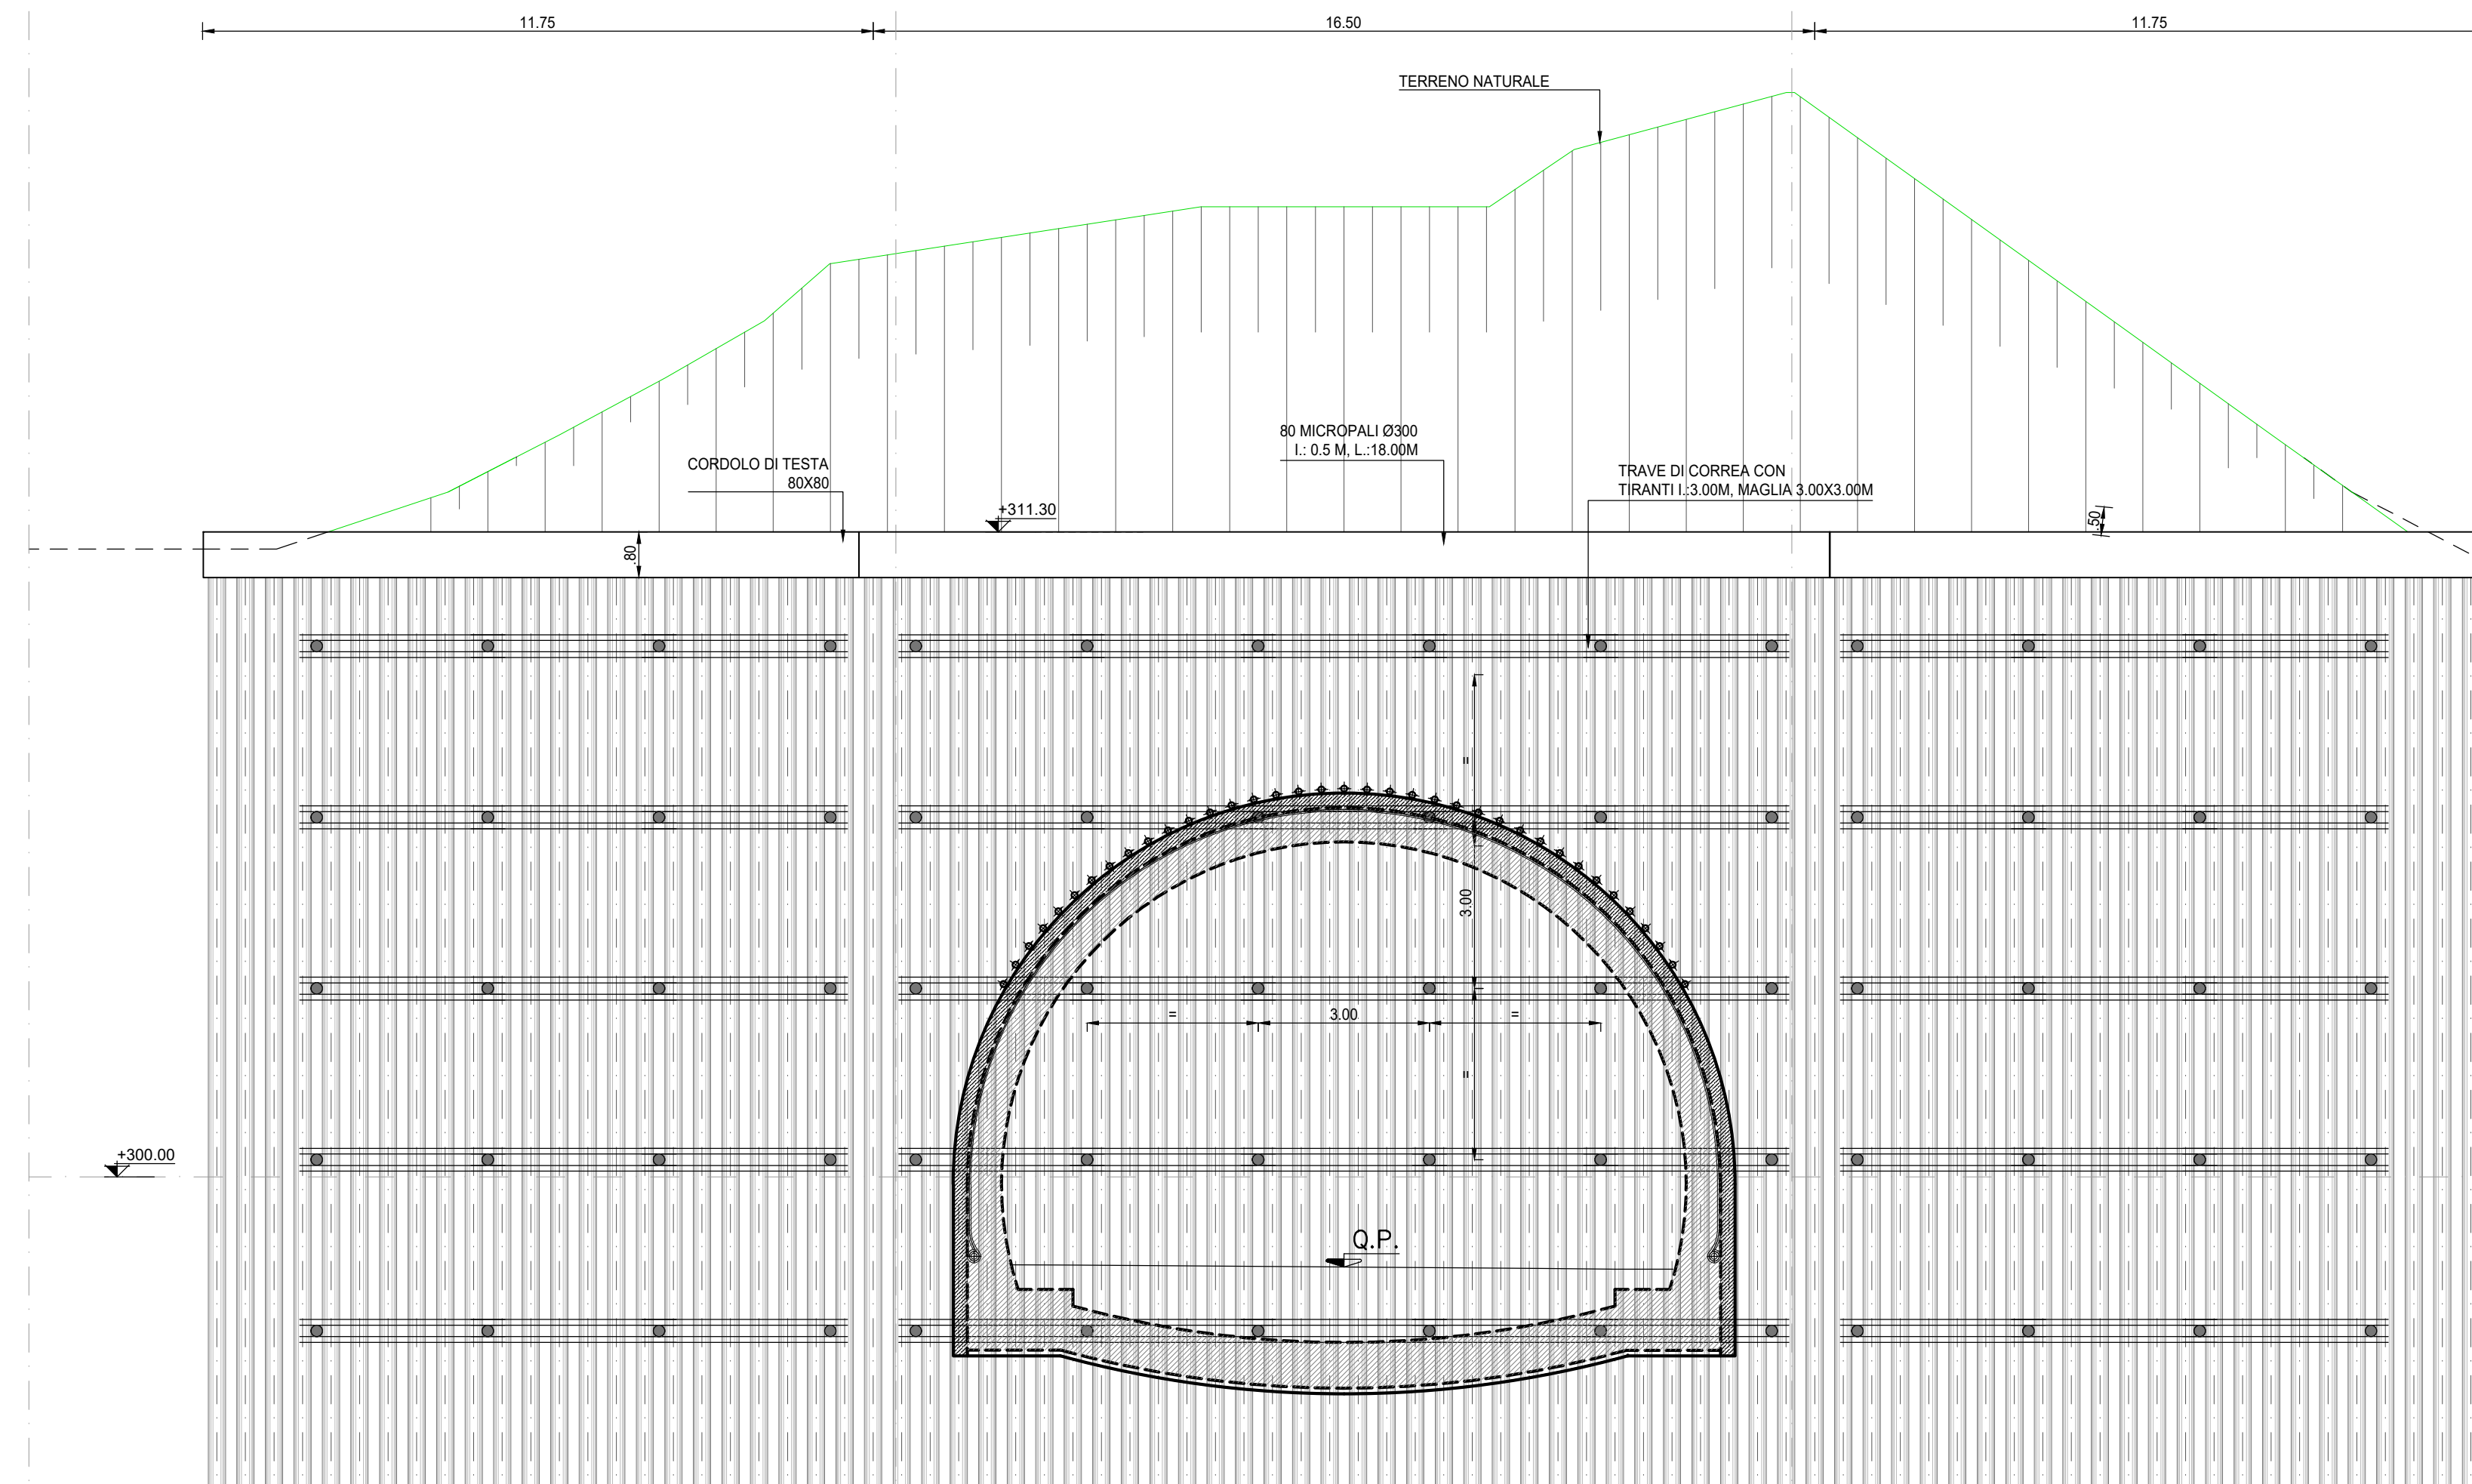 11.75
16.50
11.75
TERRENO NATURALE
80 MICROPALI Ø300
I.: 0.5 M, L.:18.00M
CORDOLO DI TESTA
80X80
TRAVE DI CORREA CON
TIRANTI I.:3.00M, MAGLIA 3.00X3.00M
+311.30
.50
.80
=
3.00
=
3.00
=
=
+300.00
Q.P.